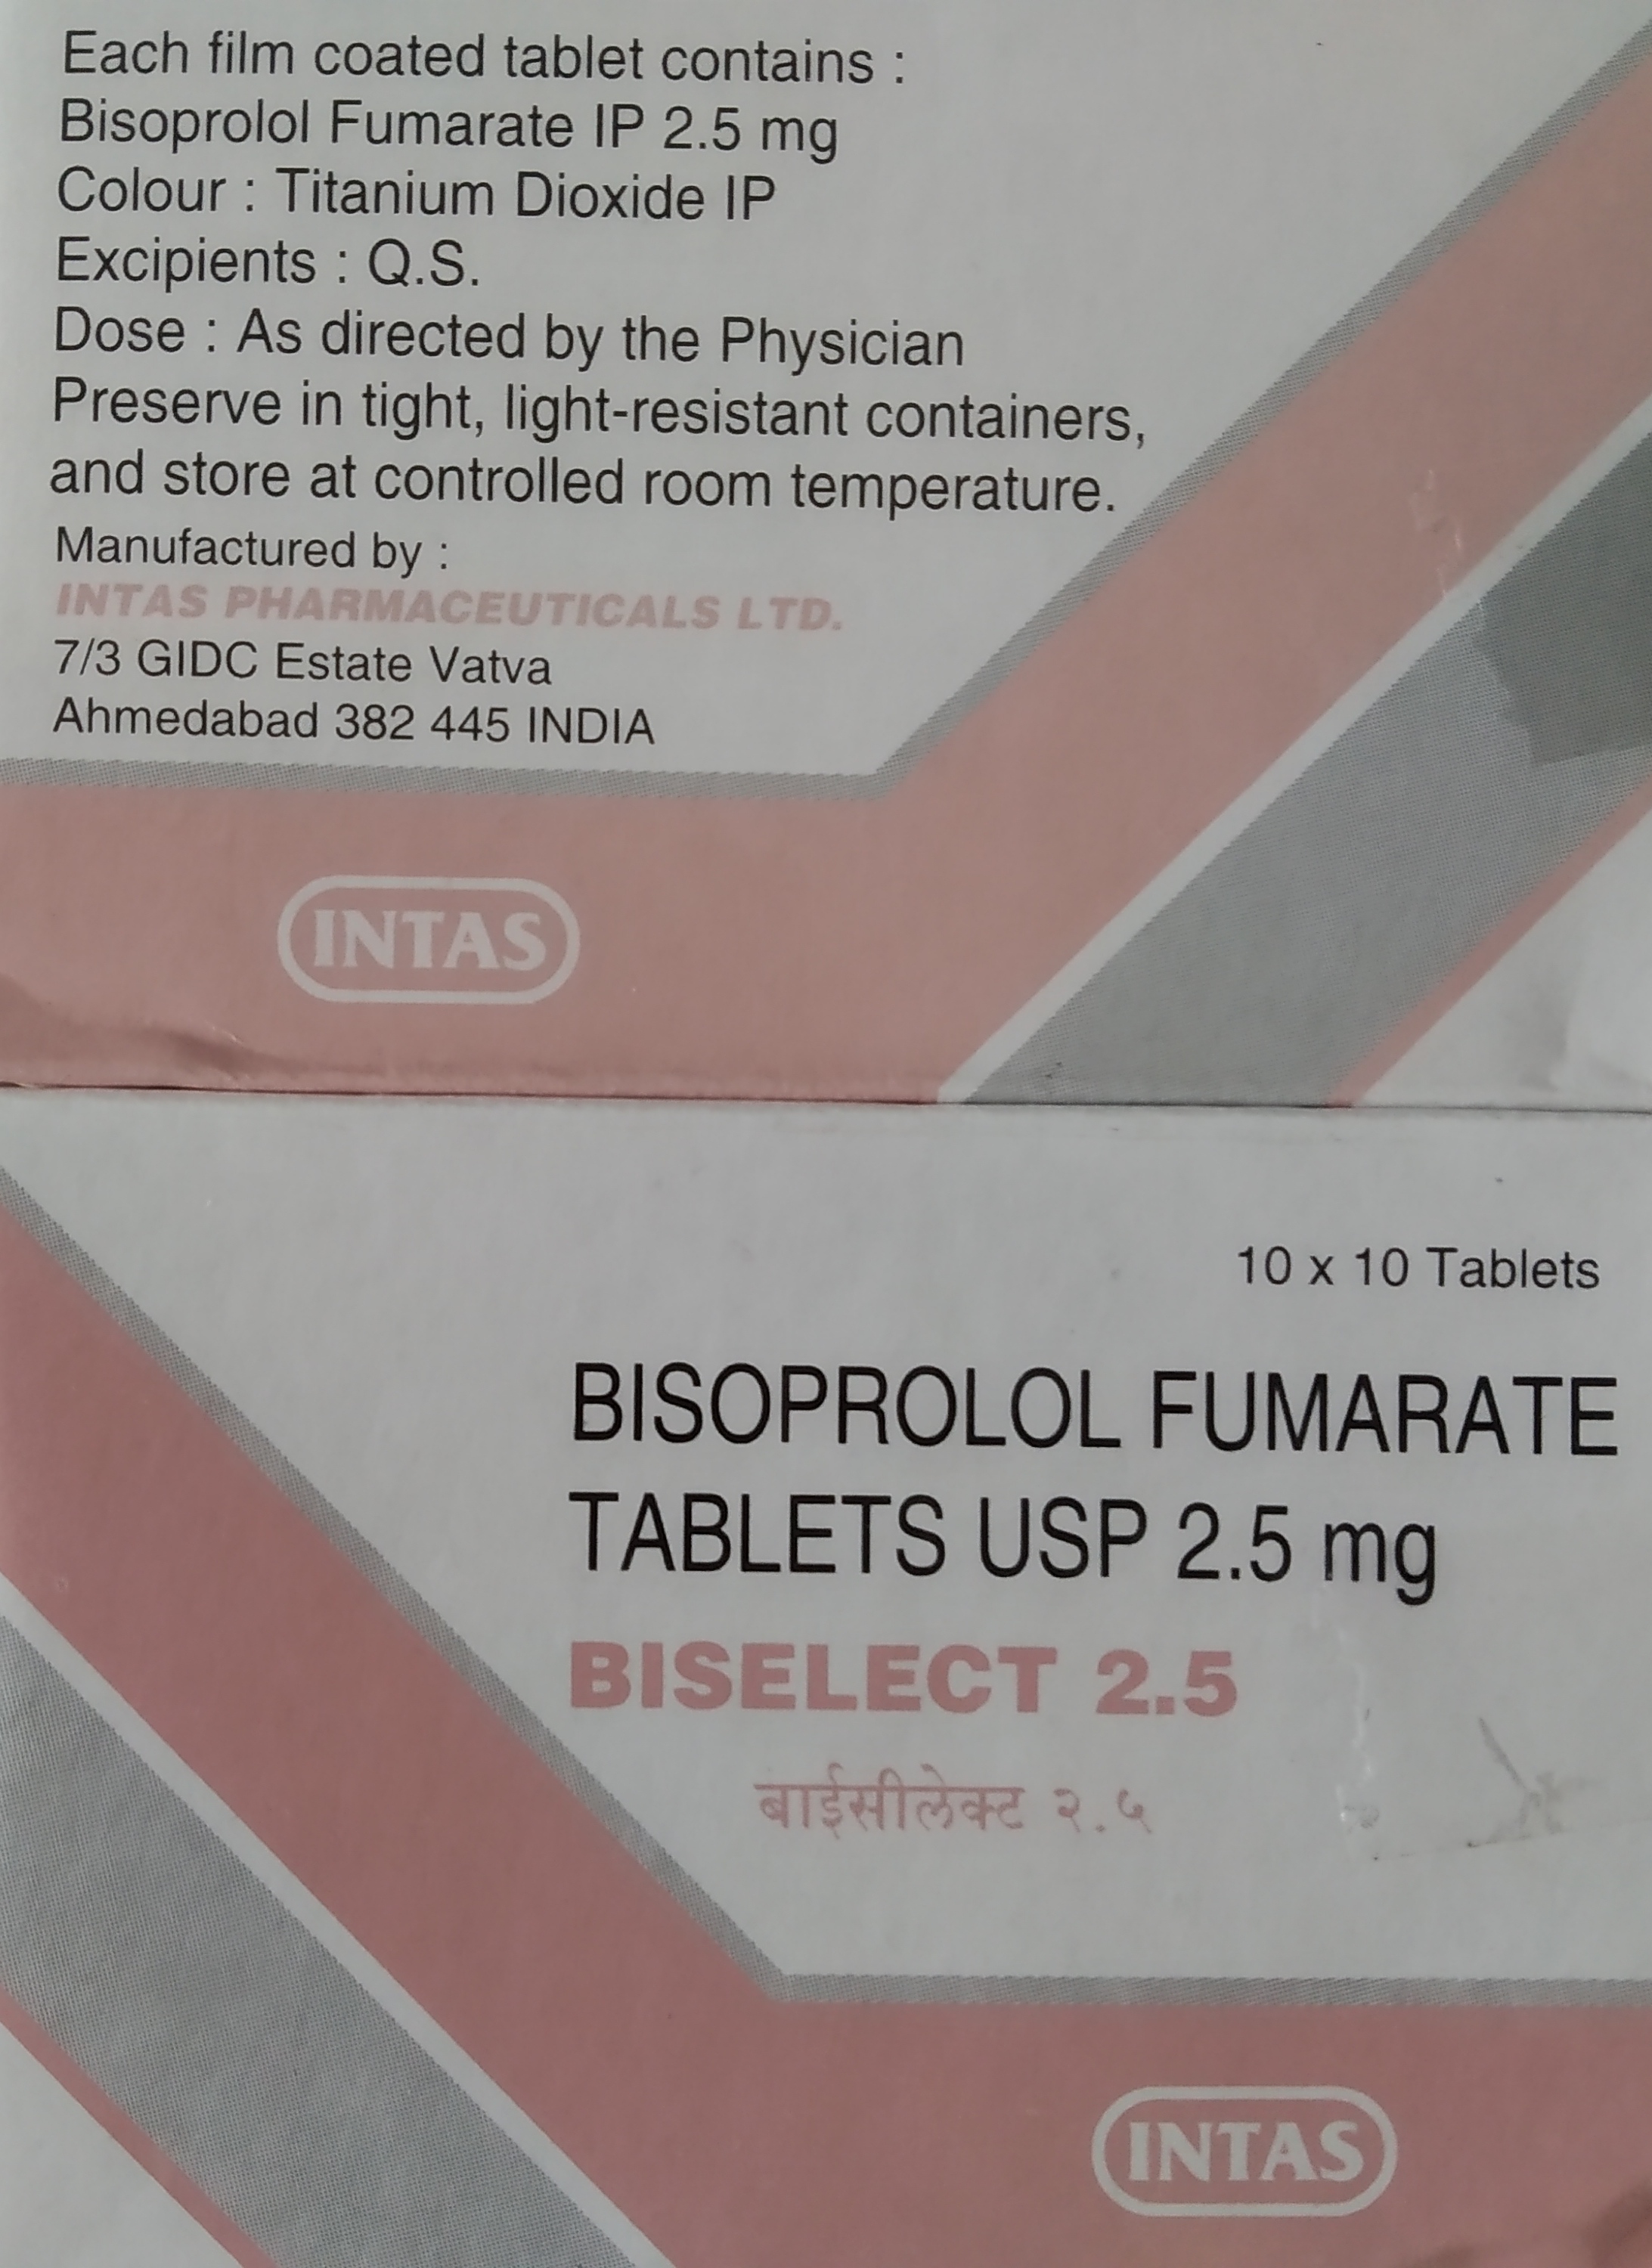 Each film coated tablet contains :
Bisoprolol Fumarate IP 2.5 mg
Colour : Titanium Dioxide IP
Excipients : Q.S.
Dose : As directed by the Physician
Preserve in tight, light-resistant containers,
and store at controlled room temperature.
Manufactured by :
INTAS PHARMACEUTICALS LTD.
7/3 GIDC Estate Vatva
Ahmedabad 382 445 INDIA
INTAS
10 x 10 Tablets
BISOPROLOL FUMARATE
TABLETS USP 2.5 mg
BISELECT 2.5
बाईसीलेक्ट २.५
INTAS